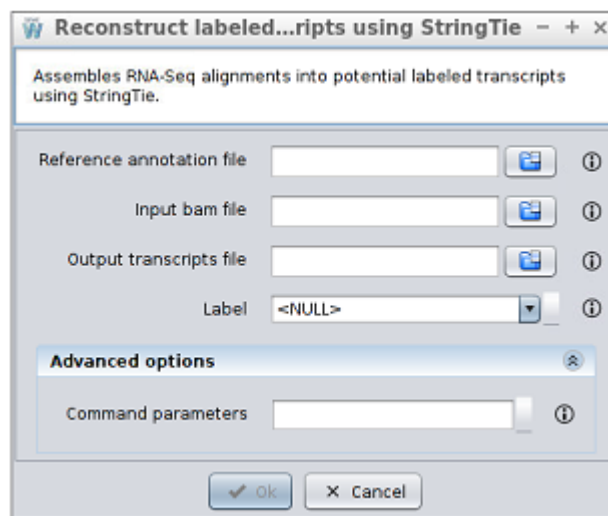 Reconstruct labeled...ripts using StringTie
Assembles RNA-Seq alignments into potential labeled transcripts
using StringTie.
Reference annotation file
Input bam file
Output transcripts file
Label <NULL>
Advanced options
Command parameters
Ok Cancel